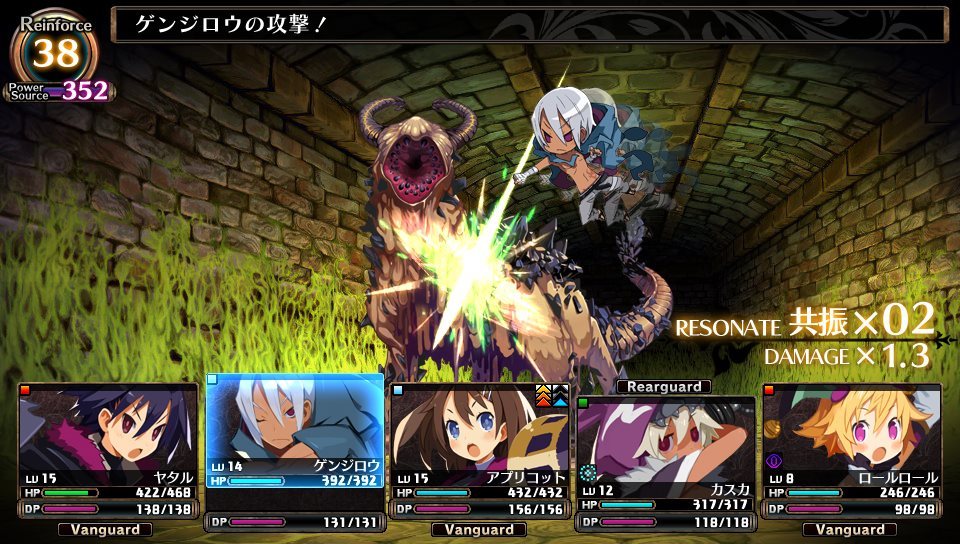 Reinforce
38
Power Source 352
ゲンジロウの攻撃！
RESONATE 共振×02
DAMAGE×1.3
LV 15 ヤタル
HP 422/468
DP 138/138
Vanguard
LV 14 ゲンジロウ
HP 392/392
DP 131/131
LV 15 アプリコット
HP 432/432
DP 156/156
Vanguard
Rearguard
LV 12 カスカ
HP 317/317
DP 118/118
LV 8 ロールロール
HP 246/246
DP 98/98
Vanguard